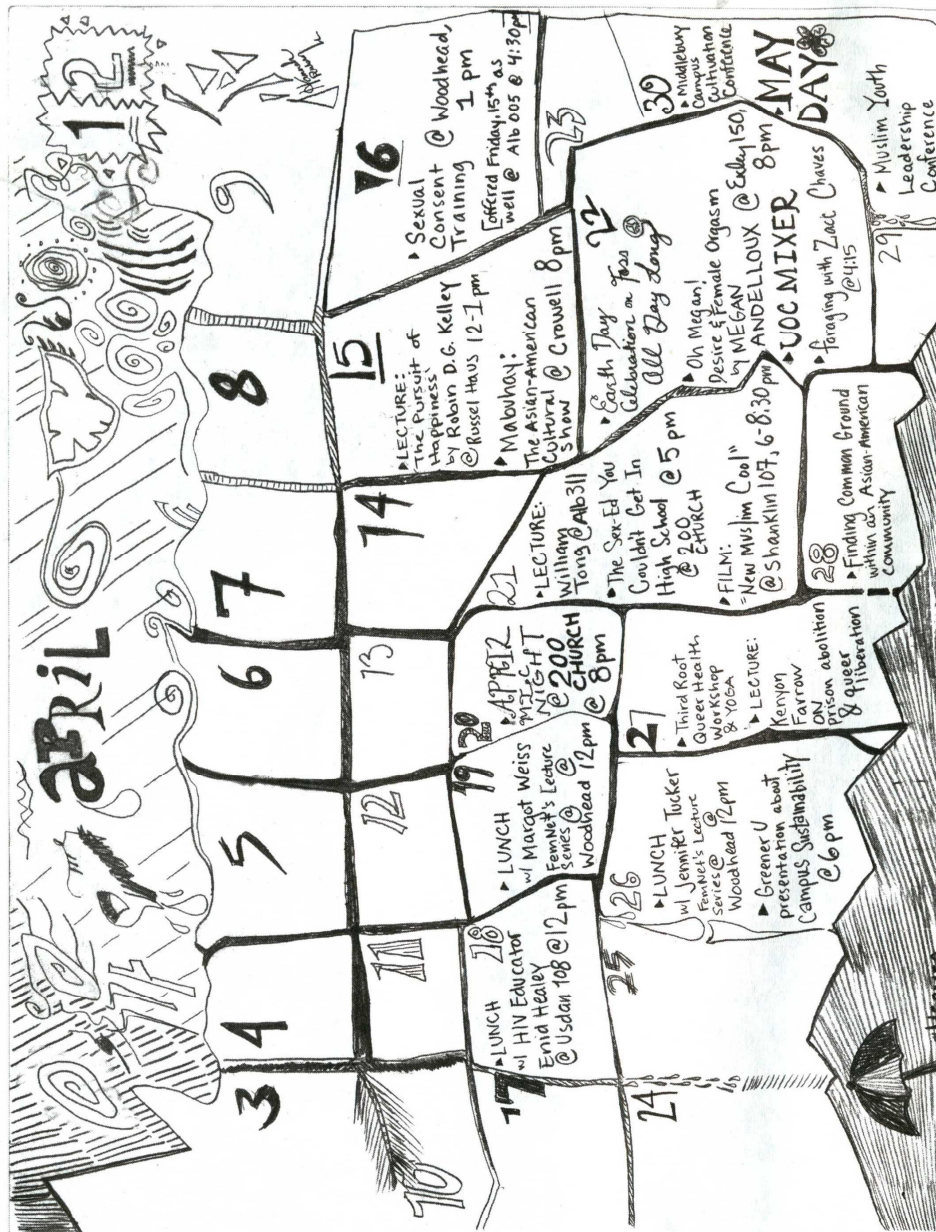 APRIL
1
2
3
4
5
6
7
8
9
10
11
12
13
14
15
▸LECTURE:
'The Pursuit of
Happiness'
by Robin D.G. Kelley
@Russel Haus 12-1pm
▸Mabuhay:
The Asian-American
Cultural @ Crowell 8pm
show
16
▸Sexual
Consent @ Woodhead,
Training 1 pm
[offered Friday, 15th as
well @ Alb 005 @ 4:30pm
17
18
▸LUNCH
w/ HIV Educator
Enid Healey
@Usdan 108 @12pm
19
▸LUNCH
w/ Margot Weiss
FemNet's Lecture
Series @
Woodhead 12pm
20
MIC
NIGHT
@200
CHURCH
@ 8pm
21
▸LECTURE:
William
Tong @Alb311
▸The Sex-Ed You
Couldn't Get In
High School @ 5pm
@200
CHURCH
▸FILM:
"New Muslim Cool"
@shanklin 107, 6-8:30pm
22
▸Earth Day
Celebration on Foss
All Day Long
▸Oh Megan!
Desire & Female Orgasm
by MEGAN @ Exley 150,
ANDELLOUX 8pm
▸UOC MIXER
▸foraging with Zact Chaves
@4:15
23
24
25
26
▸LUNCH
w/ Jennifer Tucker
FemNet's Lecture
series @
Woodhead 12pm
▸GreenerU
presentation about
Campus Sustainability
@6pm
27
▸Third Root
Queer Health
Workshop
& YOGA
▸LECTURE:
Kenyon
Farrow
ON
prison abolition
& queer
liberation
28
▸Finding Common Ground
within an Asian-American
community
29
30
▸Middlebury
Campus
cultivation
Conference
▸MAY
DAY
▸Muslim Youth
Leadership
Conference